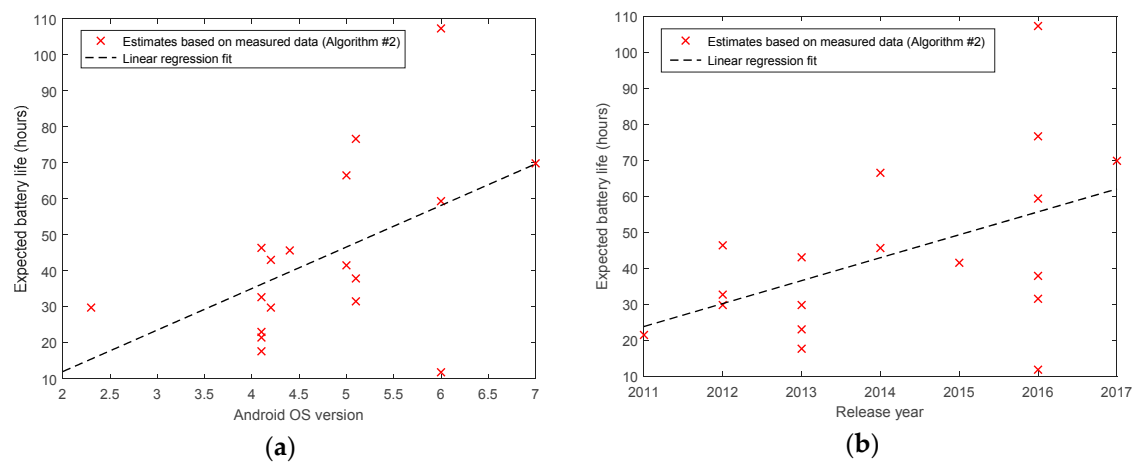 Estimates based on measured data (Algorithm #2)
Linear regression fit
Expected battery life (hours)
110
100
90
80
70
60
50
40
30
20
10
2 2.5 3 3.5 4 4.5 5 5.5 6 6.5 7
Android OS version
(a)
Estimates based on measured data (Algorithm #2)
Linear regression fit
Expected battery life (hours)
110
100
90
80
70
60
50
40
30
20
10
2011 2012 2013 2014 2015 2016 2017
Release year
(b)